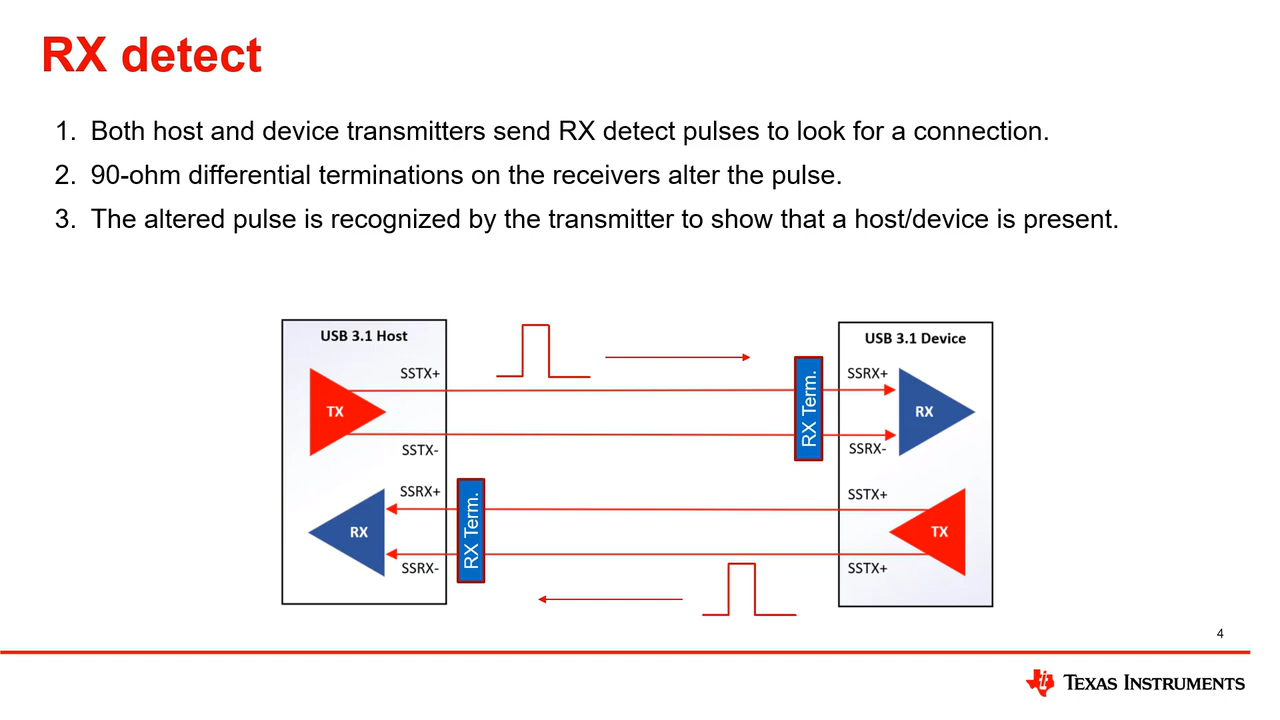 RX detect
1. Both host and device transmitters send RX detect pulses to look for a connection.
2. 90-ohm differential terminations on the receivers alter the pulse.
3. The altered pulse is recognized by the transmitter to show that a host/device is present.
USB 3.1 Host
USB 3.1 Device
SSTX+
SSRX+
TX
RX Term.
RX
SSTX-
SSRX-
SSRX+
SSTX+
RX
RX Term.
TX
SSRX-
SSTX+
4
TEXAS INSTRUMENTS